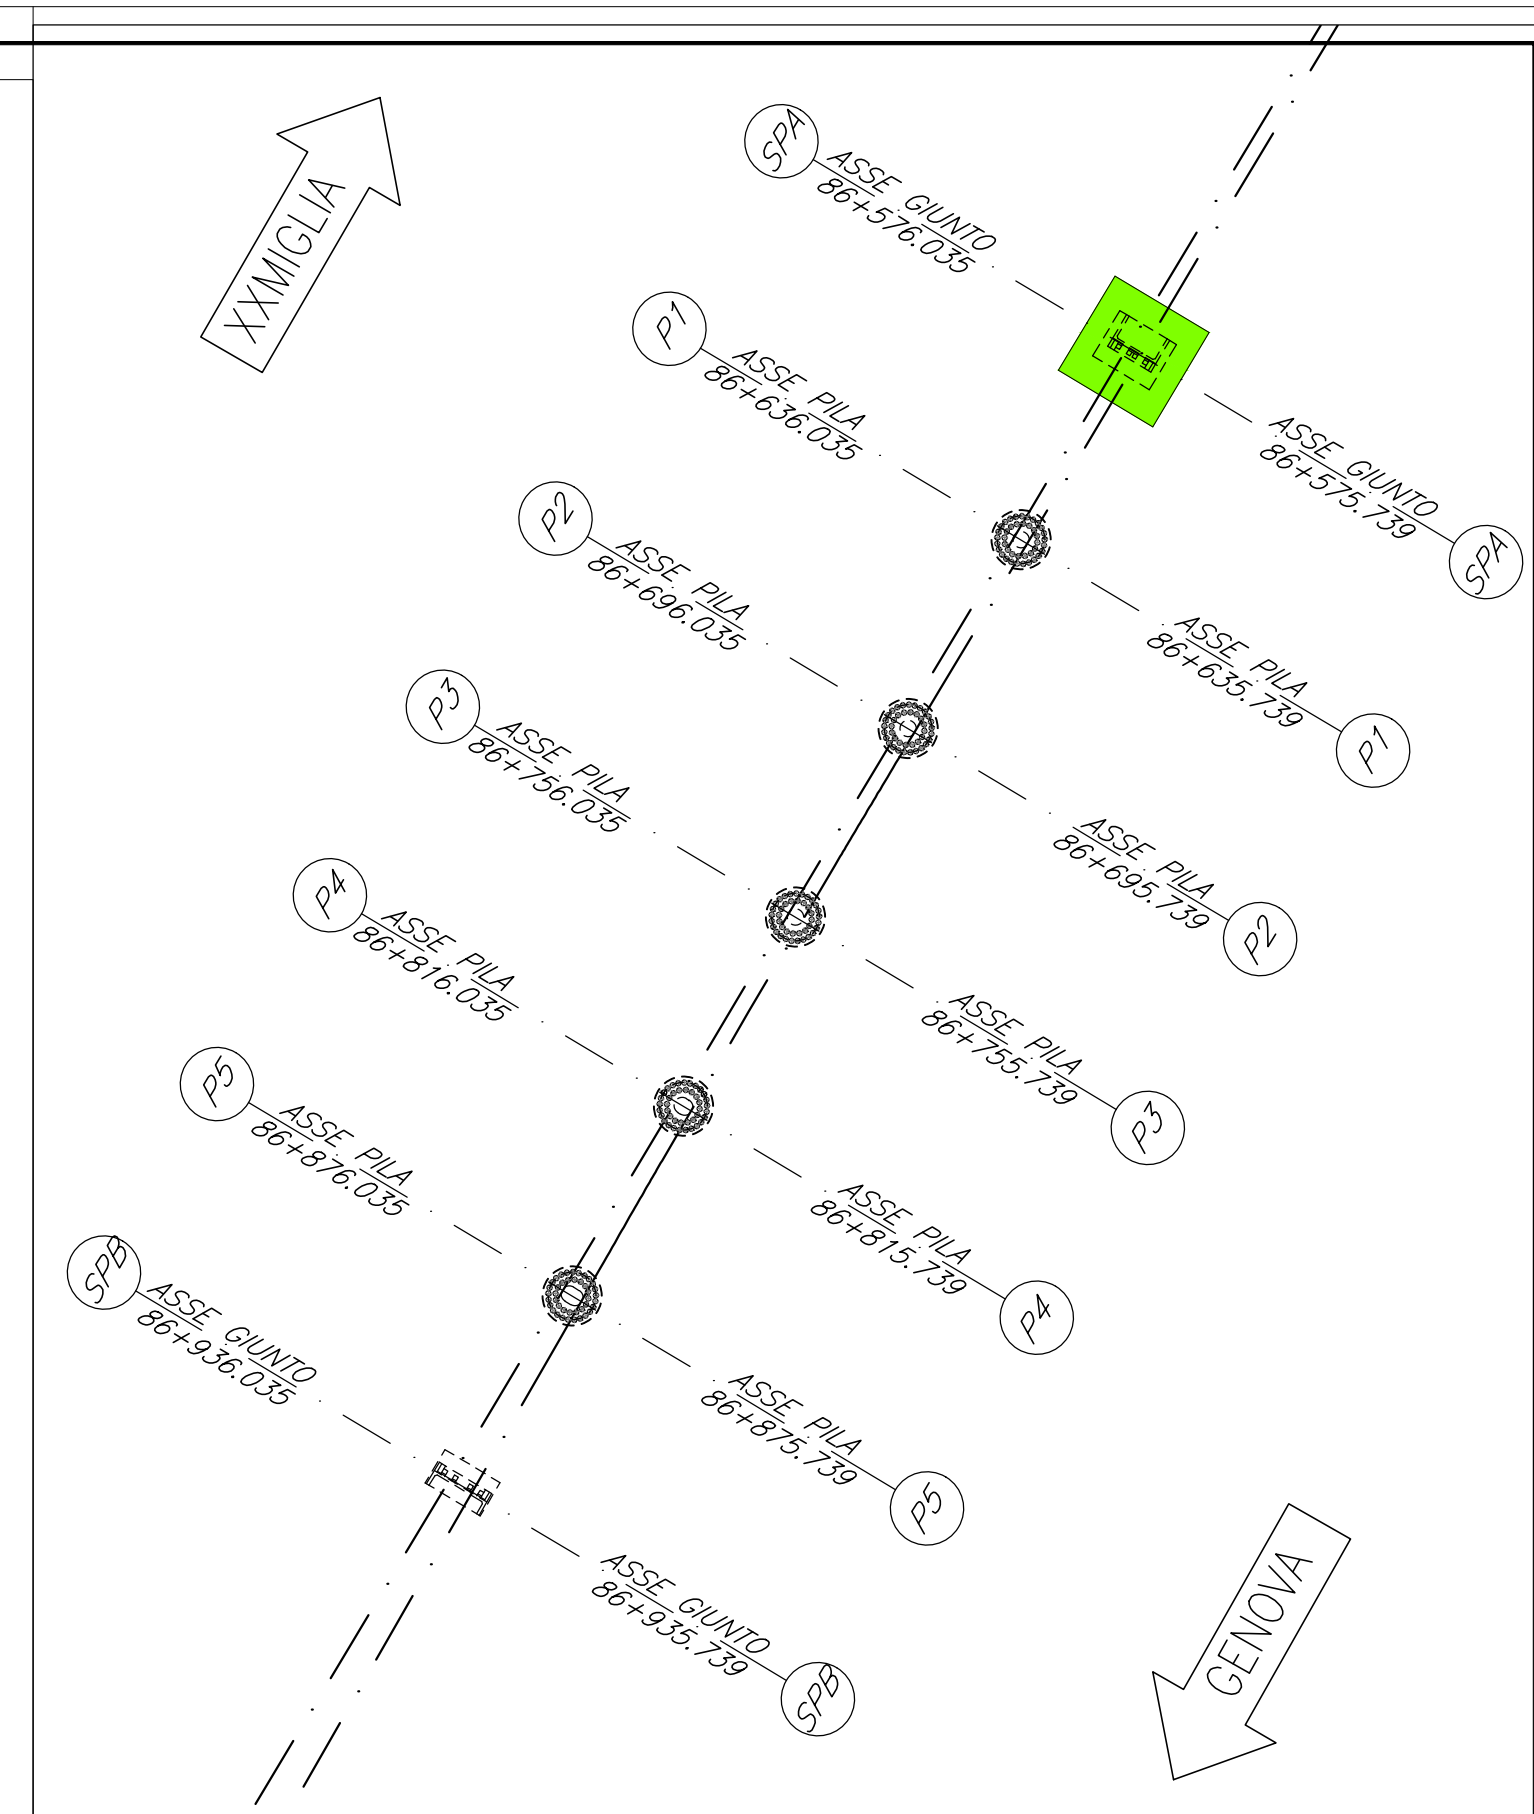 XXMIGLIA
SPA
ASSE GIUNTO
86+576.035
P1
ASSE PILA
86+636.035
P2
ASSE PILA
86+696.035
P3
ASSE PILA
86+756.035
P4
ASSE PILA
86+816.035
P5
ASSE PILA
86+876.035
SPB
ASSE GIUNTO
86+936.035
ASSE GIUNTO
86+575.739
SPA
ASSE PILA
86+635.739
P1
ASSE PILA
86+695.739
P2
ASSE PILA
86+755.739
P3
ASSE PILA
86+815.739
P4
ASSE PILA
86+875.739
P5
ASSE GIUNTO
86+935.739
SPB
GENOVA